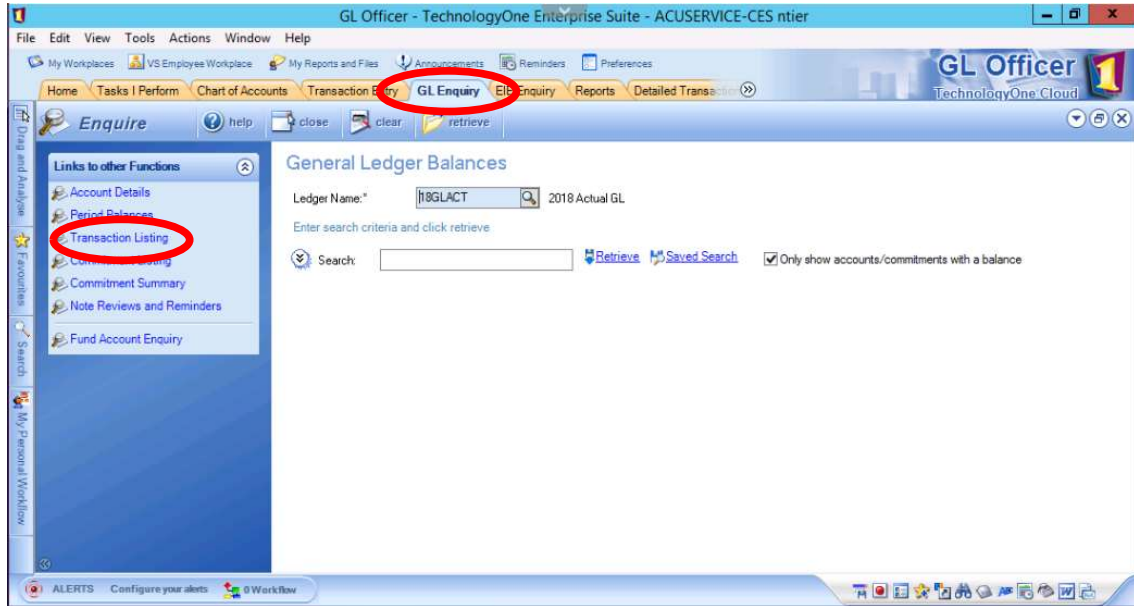 GL Officer - TechnologyOne Enterprise Suite - ACUSERVICE-CES ntier
File Edit View Tools Actions Window Help
My Workplaces VS Employee Workplace My Reports and Files Announcements Reminders Preferences
GL Officer
TechnologyOne Cloud
Home Tasks I Perform Chart of Accounts Transaction Entry GL Enquiry Enquiry Reports Detailed
Enquire help close clear retrieve
Drag and Analyse
Favourites
Search
My Personal Workflow
Links to other Functions
Account Details
Period Balances
Transaction Listing
Commitment Listing
Commitment Summary
Note Reviews and Reminders
Fund Account Enquiry
General Ledger Balances
Ledger Name:* 18GLACT 2018 Actual GL
Enter search criteria and click retrieve
Search: Retrieve Saved Search Only show accounts/commitments with a balance
ALERTS Configure your alerts 0 Workflow